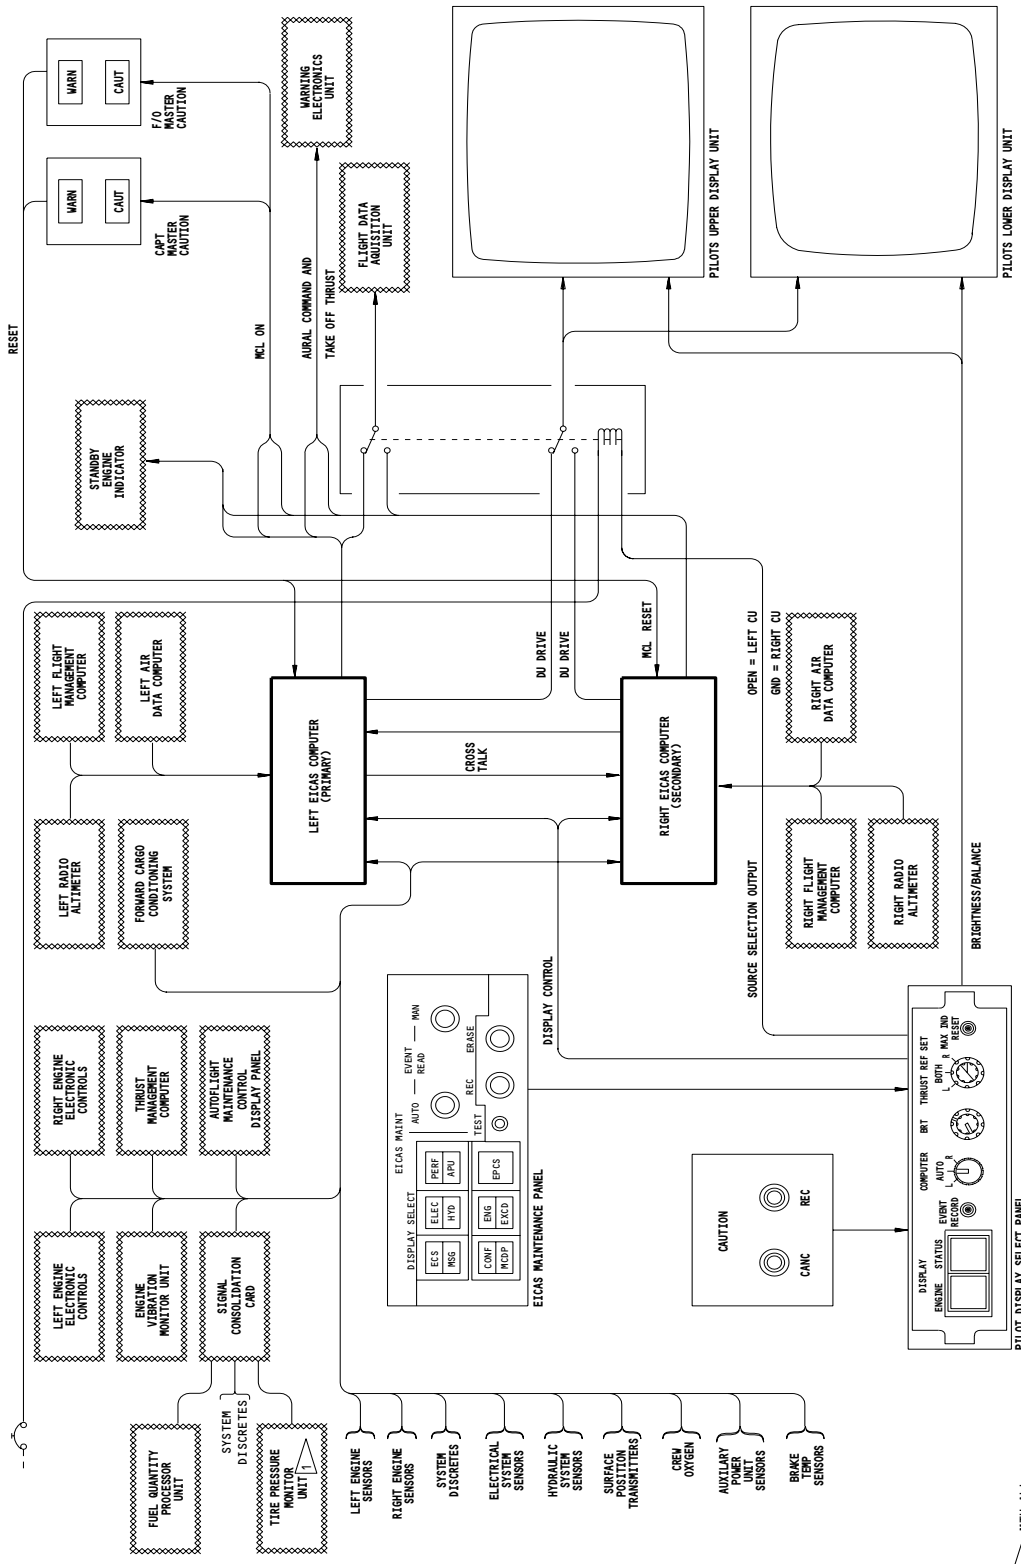 FUEL QUANTITY
PROCESSOR
UNIT
SYSTEM
DISCRETES
TIRE PRESSURE
MONITOR
UNIT
1
LEFT ENGINE
SENSORS
RIGHT ENGINE
SENSORS
SYSTEM
DISCRETES
ELECTRICAL
SYSTEM
SENSORS
HYDRAULIC
SYSTEM
SENSORS
SURFACE
POSITION
TRANSMITTERS
CREW
OXYGEN
AUXILARY
POWER
UNIT
SENSORS
BRAKE
TEMP
SENSORS
LEFT ENGINE
ELECTRONIC
CONTROLS
ENGINE
VIBRATION
MONITOR UNIT
SIGNAL
CONSOLIDATION
CARD
RIGHT ENGINE
ELECTRONIC
CONTROLS
THRUST
MANAGEMENT
COMPUTER
AUTOFLIGHT
MAINTENANCE
CONTROL
DISPLAY PANEL
LEFT RADIO
ALTIMETER
FORWARD CARGO
CONDITONING
SYSTEM
LEFT FLIGHT
MANAGEMENT
COMPUTER
LEFT AIR
DATA COMPUTER
EICAS MAINT
DISPLAY SELECT
ECS
MSG
ELEC
HYD
PERF
APU
CONF
MCDP
ENG
EXCD
EPCS
AUTO
EVENT
READ
MAN
TEST
REC
ERASE
EICAS MAINTENANCE PANEL
CAUTION
CANC
REC
DISPLAY
ENGINE
STATUS
EVENT
RECORD
COMPUTER
L
AUTO
R
BRT
THRUST REF SET
L
BOTH
R
MAX IND
RESET
PILOT DISPLAY SELECT PANEL
DISPLAY CONTROL
SOURCE SELECTION OUTPUT
OPEN = LEFT CU
GND = RIGHT CU
BRIGHTNESS/BALANCE
LEFT EICAS COMPUTER
(PRIMARY)
CROSS
TALK
RIGHT EICAS COMPUTER
(SECONDARY)
RIGHT FLIGHT
MANAGEMENT
COMPUTER
RIGHT RADIO
ALTIMETER
RIGHT AIR
DATA COMPUTER
DU DRIVE
DU DRIVE
MCL RESET
STANDBY
ENGINE
INDICATOR
RESET
MCL ON
AURAL COMMAND AND
TAKE OFF THRUST
FLIGHT DATA
AQUISITION
UNIT
WARNING
ELECTRONICS
UNIT
WARN
CAUT
CAPT
MASTER
CAUTION
WARN
CAUT
F/O
MASTER
CAUTION
PILOTS UPPER DISPLAY UNIT
PILOTS LOWER DISPLAY UNIT